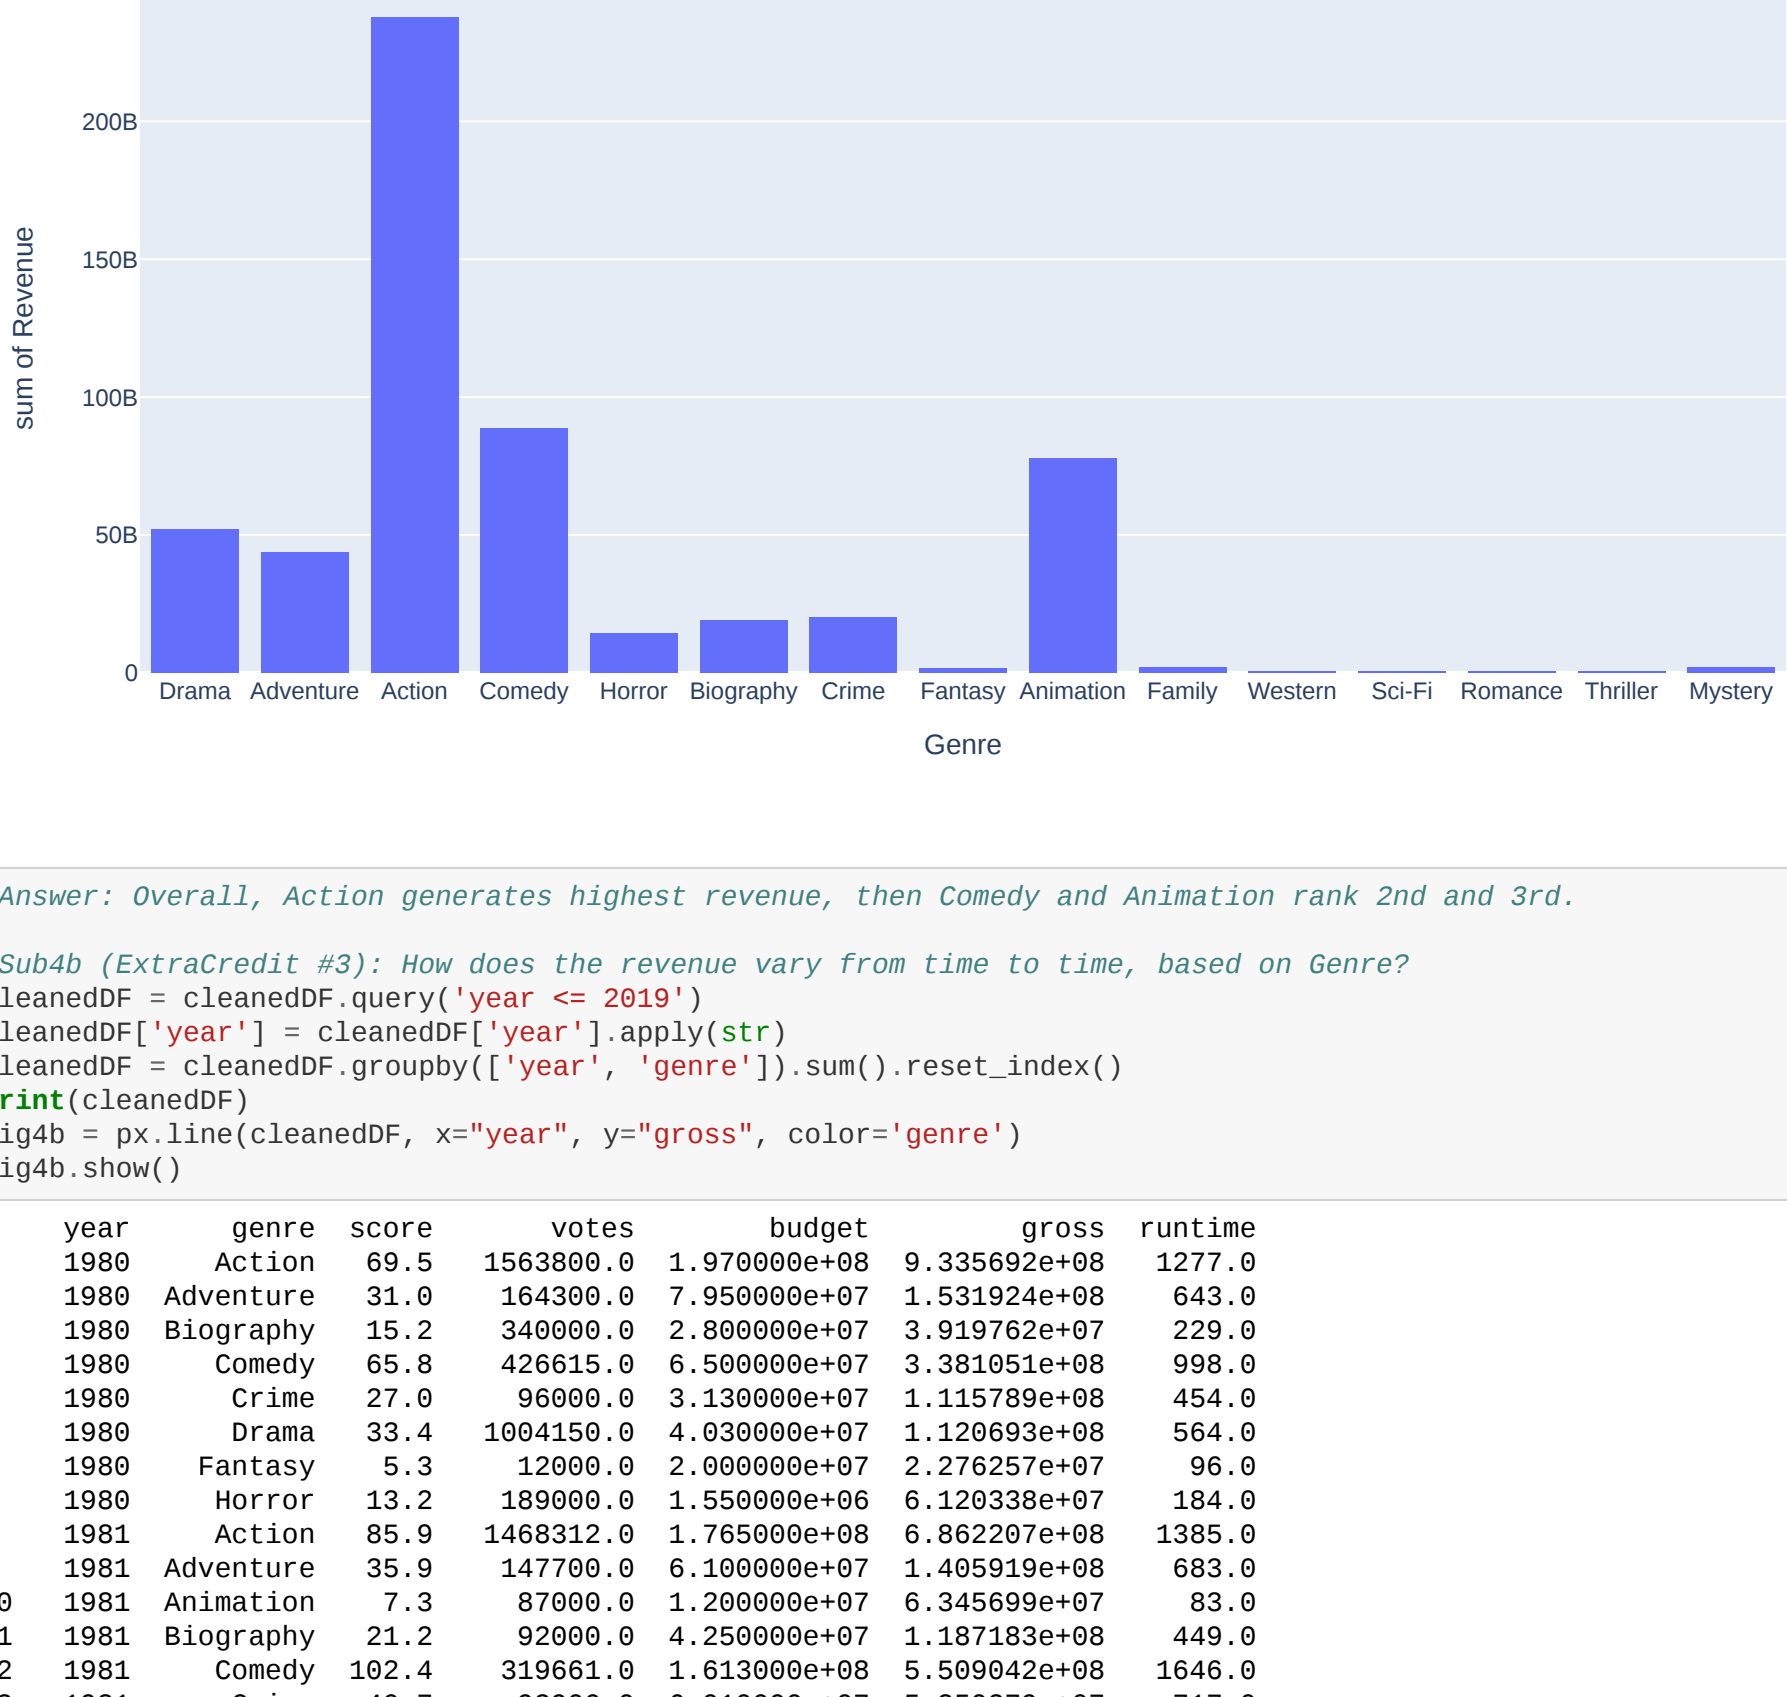 200B
150B
100B
50B
0
sum of Revenue
Drama Adventure Action Comedy Horror Biography Crime Fantasy Animation Family Western Sci-Fi Romance Thriller Mystery
Genre
Answer: Overall, Action generates highest revenue, then Comedy and Animation rank 2nd and 3rd.
Sub4b (ExtraCredit #3): How does the revenue vary from time to time, based on Genre?
leanedDF = cleanedDF.query('year <= 2019')
leanedDF['year'] = cleanedDF['year'].apply(str)
leanedDF = cleanedDF.groupby(['year', 'genre']).sum().reset_index()
rint(cleanedDF)
ig4b = px.line(cleanedDF, x="year", y="gross", color='genre')
ig4b.show()
year genre score votes budget gross runtime
1980 Action 69.5 1563800.0 1.970000e+08 9.335692e+08 1277.0
1980 Adventure 31.0 164300.0 7.950000e+07 1.531924e+08 643.0
1980 Biography 15.2 340000.0 2.800000e+07 3.919762e+07 229.0
1980 Comedy 65.8 426615.0 6.500000e+07 3.381051e+08 998.0
1980 Crime 27.0 96000.0 3.130000e+07 1.115789e+08 454.0
1980 Drama 33.4 1004150.0 4.030000e+07 1.120693e+08 564.0
1980 Fantasy 5.3 12000.0 2.000000e+07 2.276257e+07 96.0
1980 Horror 13.2 189000.0 1.550000e+06 6.120338e+07 184.0
1981 Action 85.9 1468312.0 1.765000e+08 6.862207e+08 1385.0
1981 Adventure 35.9 147700.0 6.100000e+07 1.405919e+08 683.0
0 1981 Animation 7.3 87000.0 1.200000e+07 6.345699e+07 83.0
1 1981 Biography 21.2 92000.0 4.250000e+07 1.187183e+08 449.0
2 1981 Comedy 102.4 319661.0 1.613000e+08 5.509042e+08 1646.0